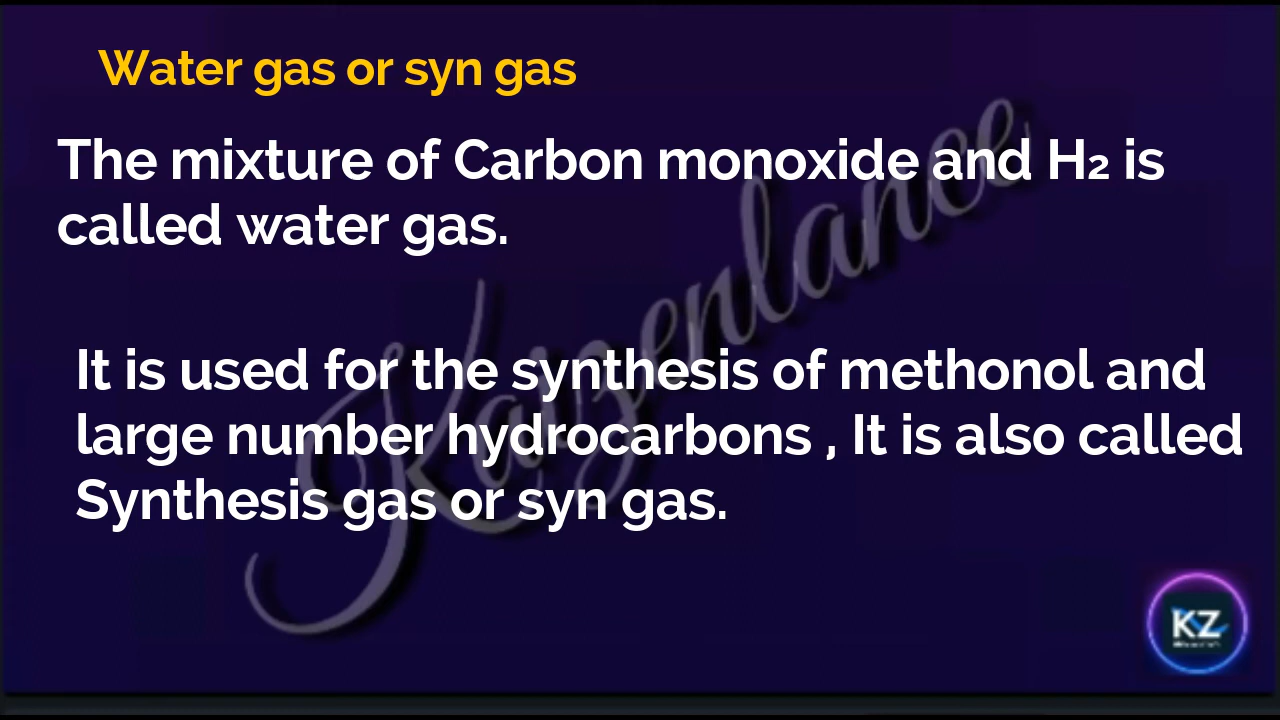 Water gas or syn gas
The mixture of Carbon monoxide and H₂ is
called water gas.
It is used for the synthesis of methonol and
large number hydrocarbons , It is also called
Synthesis gas or syn gas.
Kaizenlance
KZ